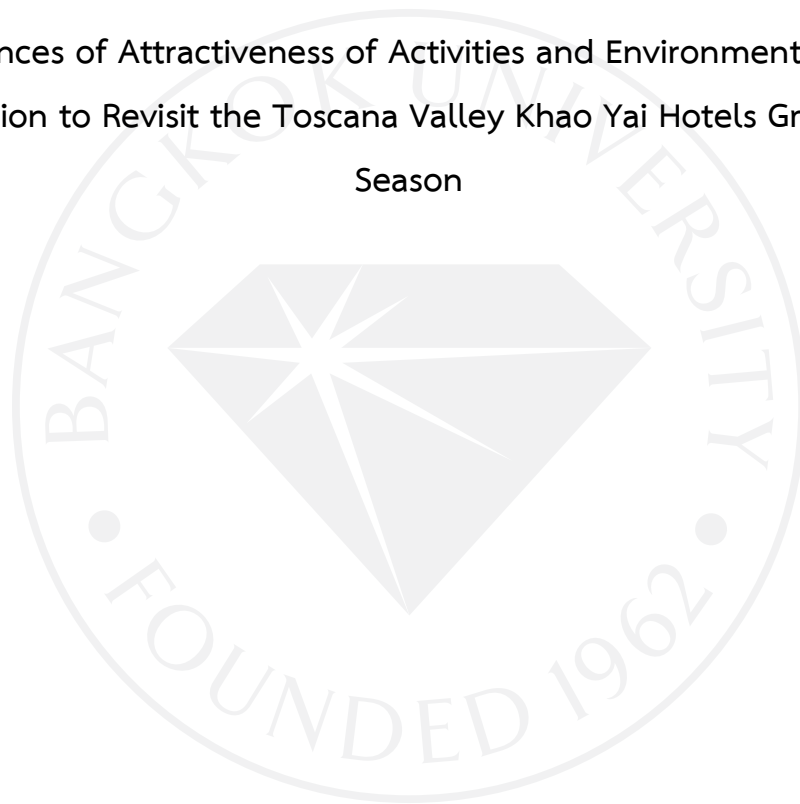 nces of Attractiveness of Activities and Environment
ion to Revisit the Toscana Valley Khao Yai Hotels Gr
Season
BANGKOK UNIVERSITY
FOUNDED 1962